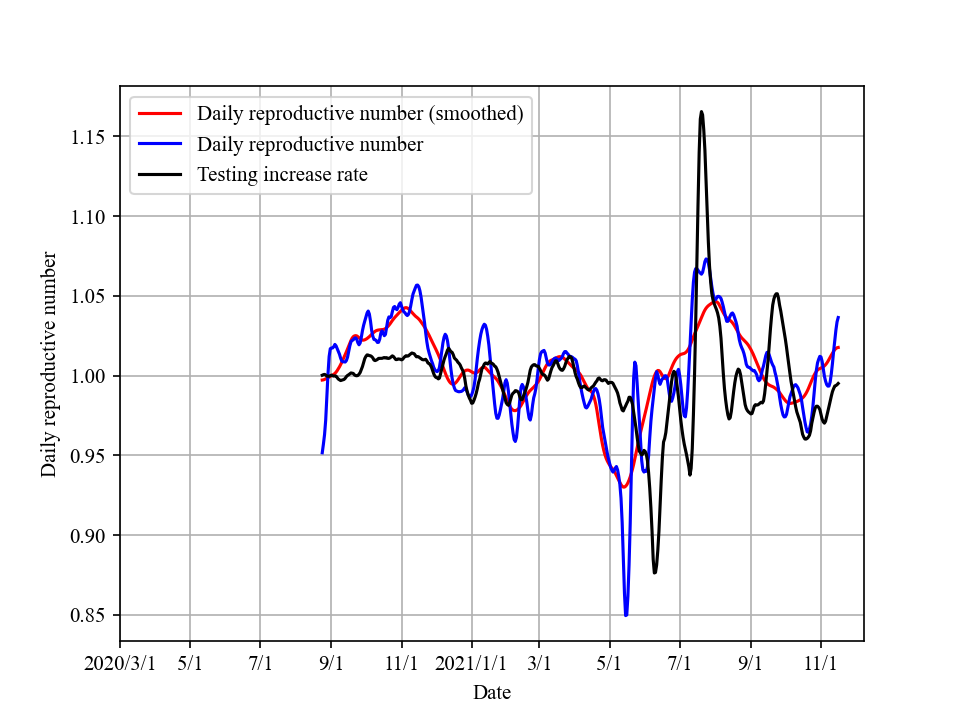 Daily reproductive number (smoothed)
Daily reproductive number
Testing increase rate
Daily reproductive number
1.15
1.10
1.05
1.00
0.95
0.90
0.85
2020/3/1 5/1 7/1 9/1 11/1 2021/1/1 3/1 5/1 7/1 9/1 11/1
Date